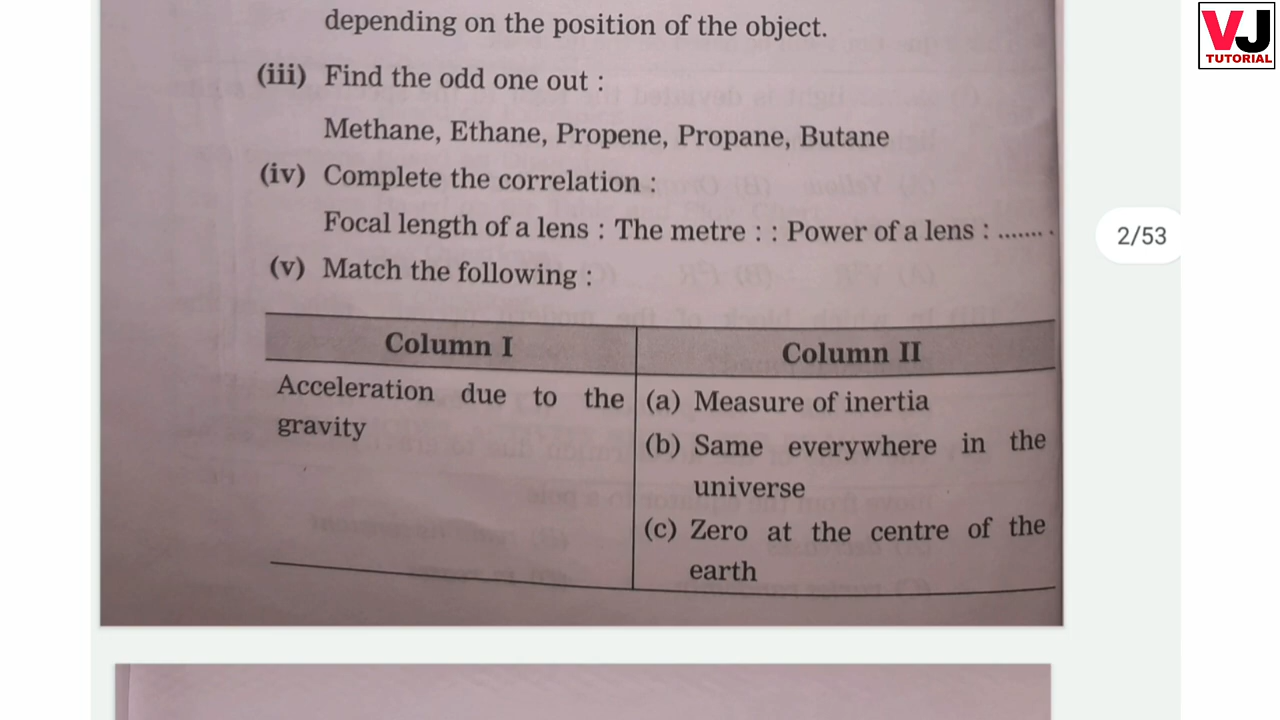 depending on the position of the object.
(iii) Find the odd one out :
Methane, Ethane, Propene, Propane, Butane
(iv) Complete the correlation :
Focal length of a lens : The metre : : Power of a lens : ....... .
(v) Match the following :
Column I
Column II
Acceleration due to the
gravity
(a) Measure of inertia
(b) Same everywhere in the
universe
(c) Zero at the centre of the
earth
2/53
VJ
TUTORIAL